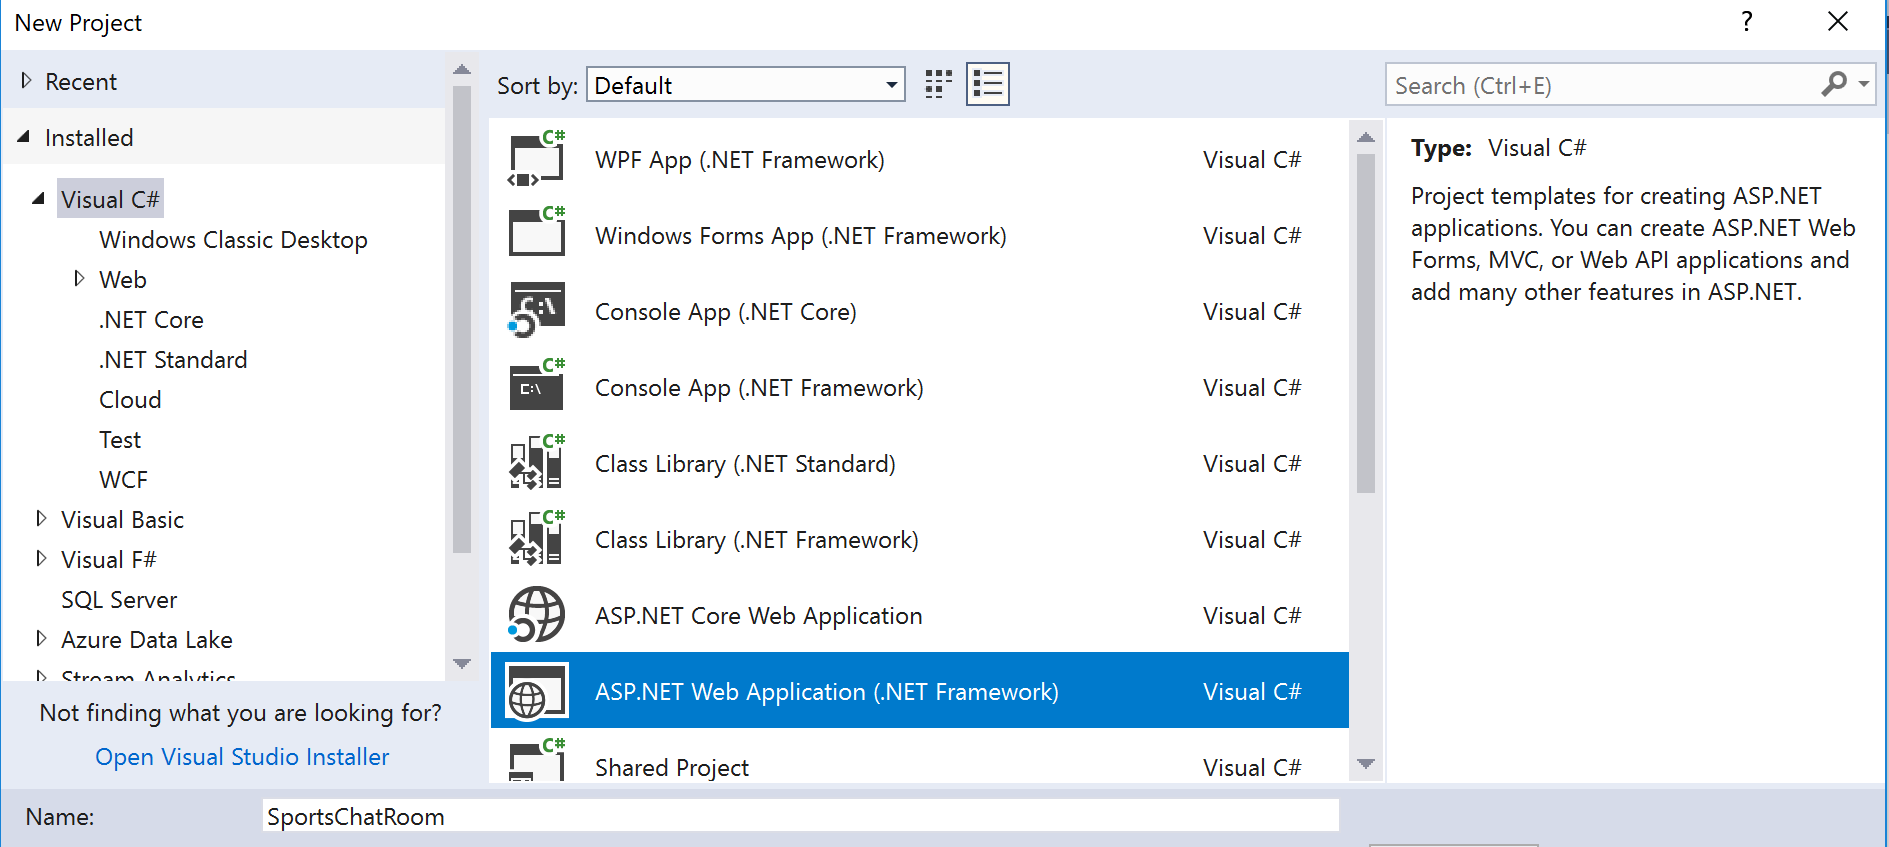 New Project
?
Recent
Installed
Visual C#
Windows Classic Desktop
Web
.NET Core
.NET Standard
Cloud
Test
WCF
Visual Basic
Visual F#
SQL Server
Azure Data Lake
Stream Analytics
Not finding what you are looking for?
Open Visual Studio Installer
Sort by: Default
WPF App (.NET Framework) Visual C#
Windows Forms App (.NET Framework) Visual C#
Console App (.NET Core) Visual C#
Console App (.NET Framework) Visual C#
Class Library (.NET Standard) Visual C#
Class Library (.NET Framework) Visual C#
ASP.NET Core Web Application Visual C#
ASP.NET Web Application (.NET Framework) Visual C#
Shared Project Visual C#
Search (Ctrl+E)
Type: Visual C#
Project templates for creating ASP.NET
applications. You can create ASP.NET Web
Forms, MVC, or Web API applications and
add many other features in ASP.NET.
Name: SportsChatRoom